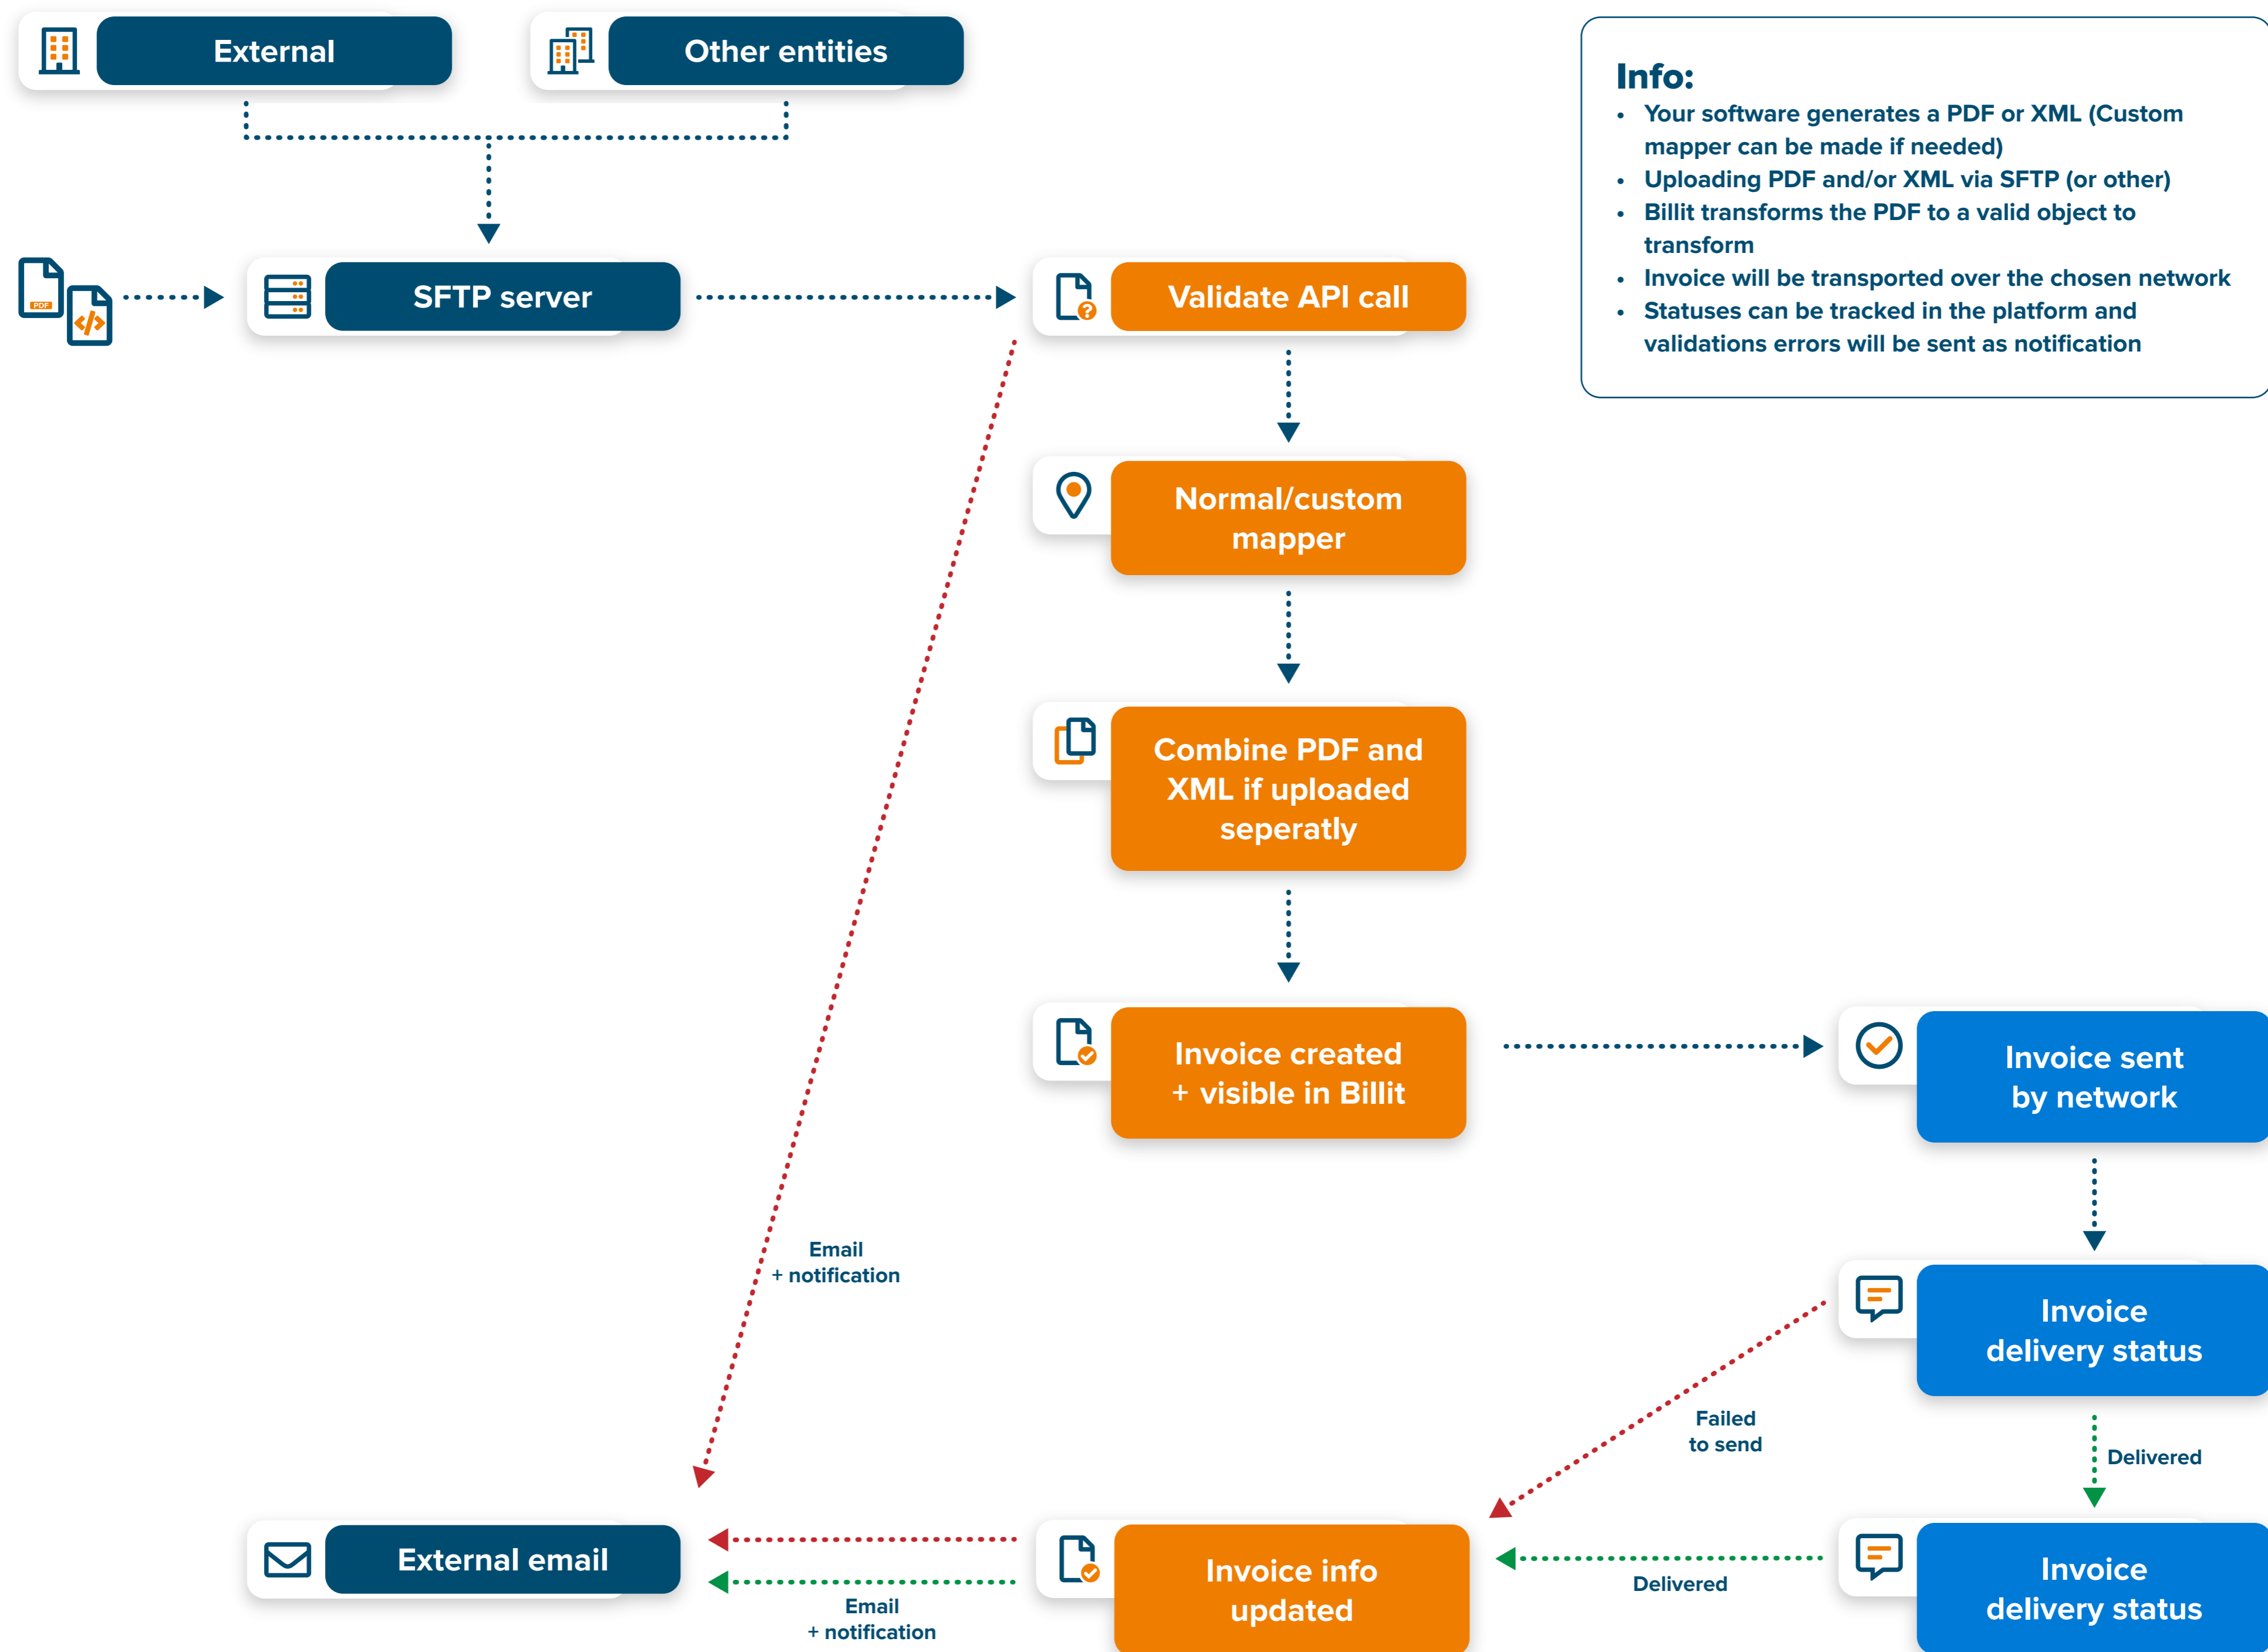 External
Other entities
Info:
• Your software generates a PDF or XML (Custom
mapper can be made if needed)
• Uploading PDF and/or XML via SFTP (or other)
• Billit transforms the PDF to a valid object to
transform
• Invoice will be transported over the chosen network
• Statuses can be tracked in the platform and
validations errors will be sent as notification
PDF
</>
SFTP server
Validate API call
Normal/custom
mapper
Combine PDF and
XML if uploaded
seperatly
Invoice created
+ visible in Billit
Invoice sent
by network
Email
+ notification
Invoice
delivery status
Failed
to send
Delivered
External email
Email
+ notification
Invoice info
updated
Delivered
Invoice
delivery status